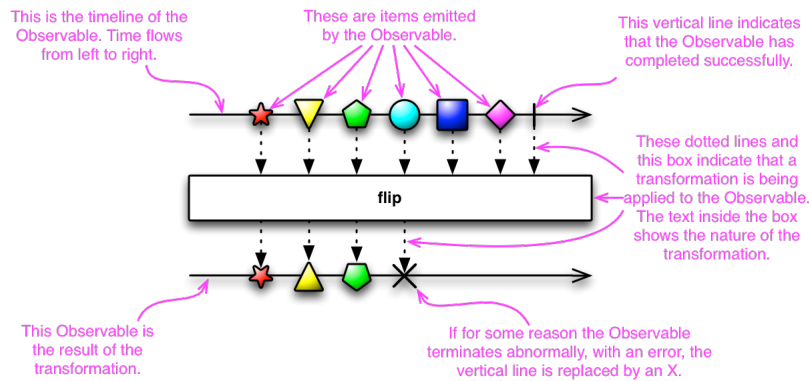 This is the timeline of the
Observable. Time flows
from left to right.
These are items emitted
by the Observable.
This vertical line indicates
that the Observable has
completed successfully.
These dotted lines and
this box indicate that a
transformation is being
applied to the Observable.
The text inside the box
shows the nature of the
transformation.
flip
This Observable is
the result of the
transformation.
If for some reason the Observable
terminates abnormally, with an error, the
vertical line is replaced by an X.